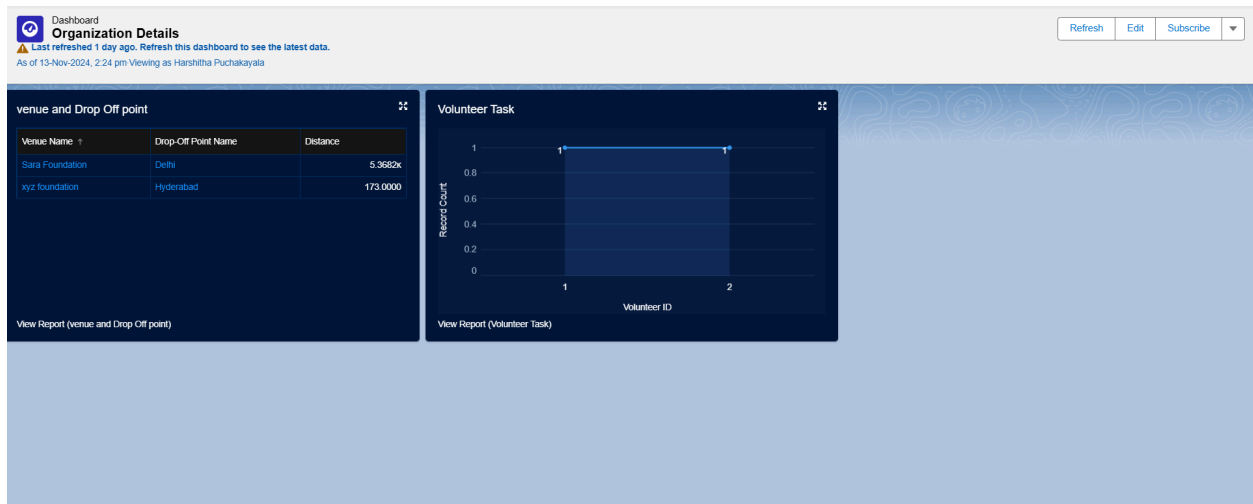 Dashboard
Organization Details
Last refreshed 1 day ago. Refresh this dashboard to see the latest data.
As of 13-Nov-2024, 2:24 pm·Viewing as Harshitha Puchakayala
Refresh Edit Subscribe
venue and Drop Off point
Venue Name ↑ Drop-Off Point Name Distance
Sara Foundation Delhi 5.3682K
xyz foundation Hyderabad 173.0000
View Report (venue and Drop Off point)
Volunteer Task
Record Count
1
0.8
0.6
0.4
0.2
0
1 1
1 2
Volunteer ID
View Report (Volunteer Task)